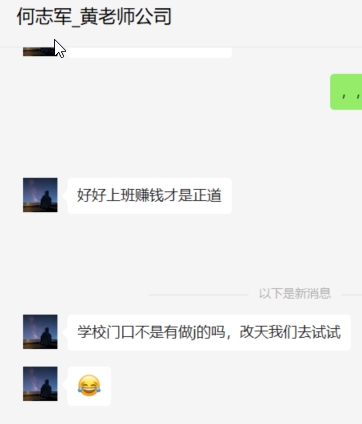 何志军_黄老师公司
，，
好好上班赚钱才是正道
以下是新消息
学校门口不是有做j的吗，改天我们去试试